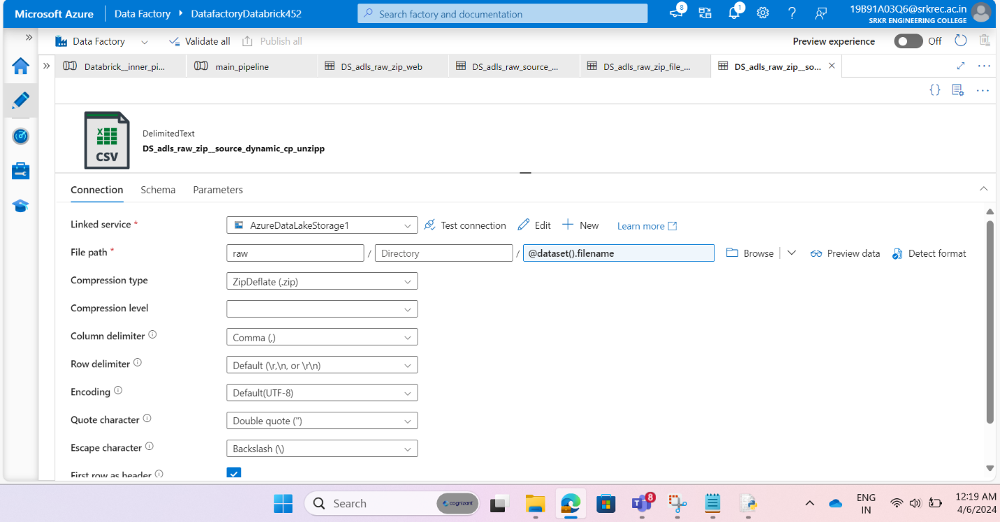 Microsoft Azure
Data Factory
DatafactoryDatabrick452
Search factory and documentation
8
1
19B91A03Q6@srkrec.ac.in
SRKR ENGINEERING COLLEGE
Data Factory
Validate all
Publish all
Preview experience
Off
Databrick__inner_pi...
main_pipeline
DS_adls_raw_zip_web
DS_adls_raw_source_...
DS_adls_raw_zip_file_...
DS_adls_raw_zip__so...
{}
CSV
DelimitedText
DS_adls_raw_zip__source_dynamic_cp_unzipp
Connection
Schema
Parameters
Linked service *
AzureDataLakeStorage1
Test connection
Edit
New
Learn more
File path *
raw
/
Directory
/
@dataset().filename
Browse
Preview data
Detect format
Compression type
ZipDeflate (.zip)
Compression level
Column delimiter
Comma (,)
Row delimiter
Default (\r,\n, or \r\n)
Encoding
Default(UTF-8)
Quote character
Double quote (")
Escape character
Backslash (\)
First row as header
Search
cognizant
8
ENG
IN
12:19 AM
4/6/2024